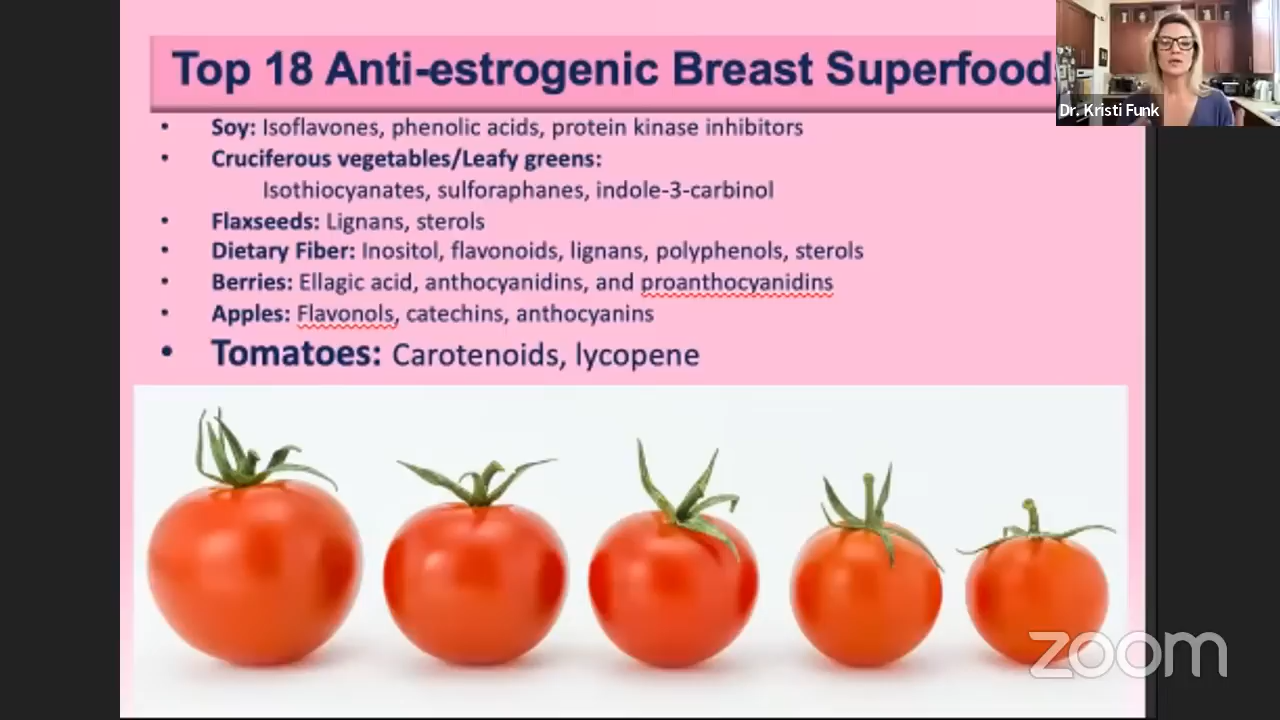 Top 18 Anti-estrogenic Breast Superfood
Dr. Kristi Funk
• Soy: Isoflavones, phenolic acids, protein kinase inhibitors
• Cruciferous vegetables/Leafy greens:
Isothiocyanates, sulforaphanes, indole-3-carbinol
• Flaxseeds: Lignans, sterols
• Dietary Fiber: Inositol, flavonoids, lignans, polyphenols, sterols
• Berries: Ellagic acid, anthocyanidins, and proanthocyanidins
• Apples: Flavonols, catechins, anthocyanins
• Tomatoes: Carotenoids, lycopene
zoom